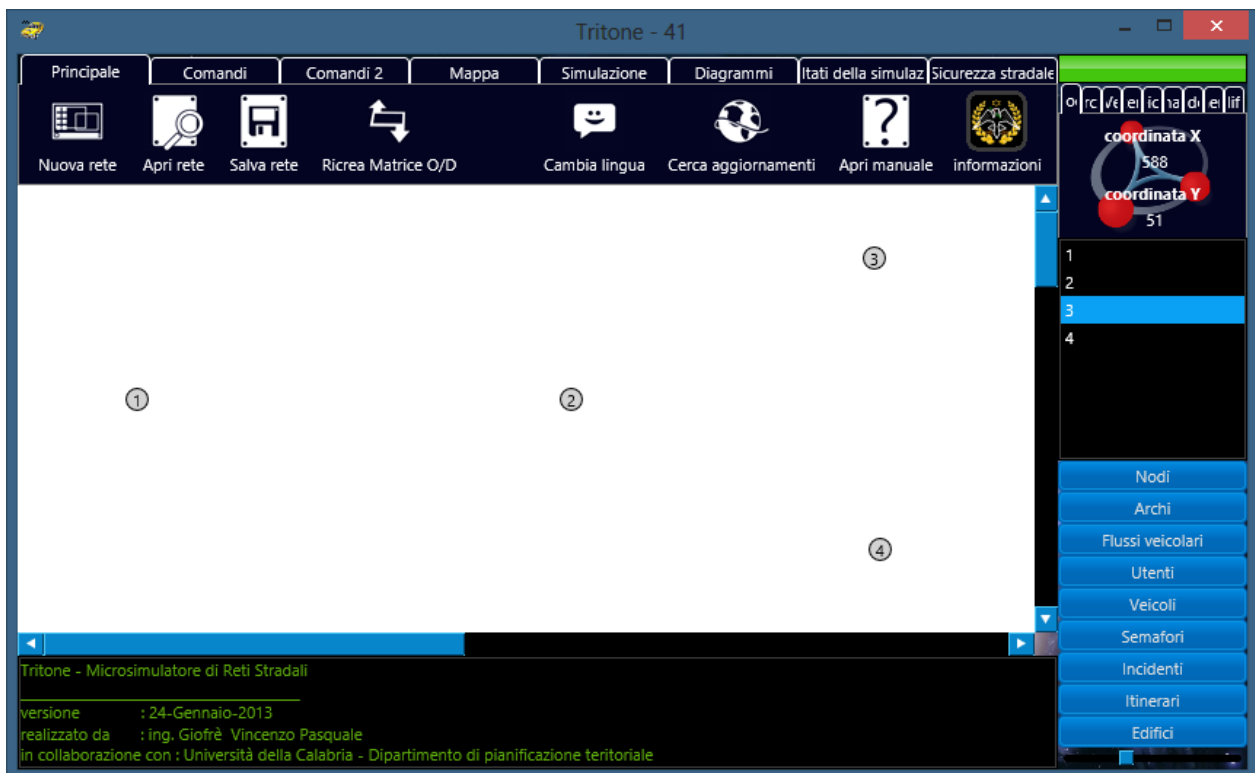 Tritone - 41
Principale Comandi Comandi 2 Mappa Simulazione Diagrammi ltati della simulaz Sicurezza stradale
Nuova rete Apri rete Salva rete Ricrea Matrice O/D Cambia lingua Cerca aggiornamenti Apri manuale informazioni
coordinata X
588
coordinata Y
51
1
2
3
4
3
1
2
4
Nodi
Archi
Flussi veicolari
Utenti
Veicoli
Semafori
Incidenti
Itinerari
Edifici
Tritone - Microsimulatore di Reti Stradali
versione : 24-Gennaio-2013
realizzato da : ing. Giofrè Vincenzo Pasquale
in collaborazione con : Università della Calabria - Dipartimento di pianificazione teritoriale